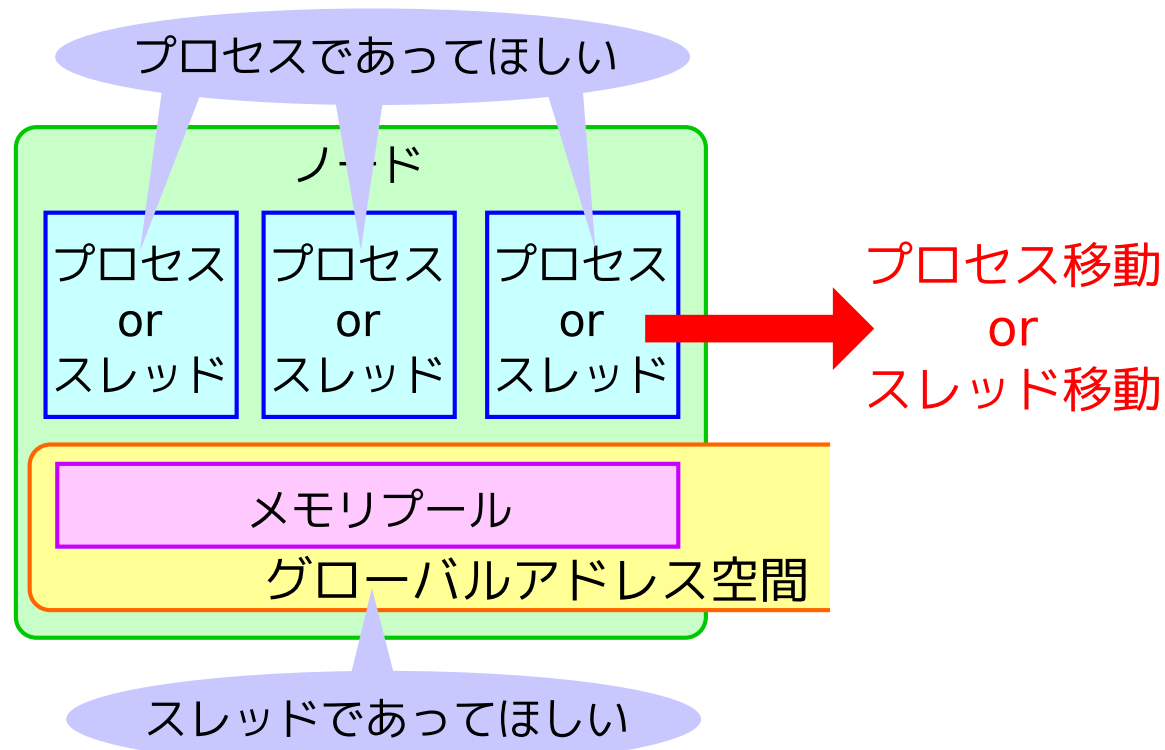 プロセスであってほしい
ノード
プロセス
or
スレッド
プロセス
or
スレッド
プロセス
or
スレッド
プロセス移動
or
スレッド移動
メモリプール
グローバルアドレス空間
スレッドであってほしい